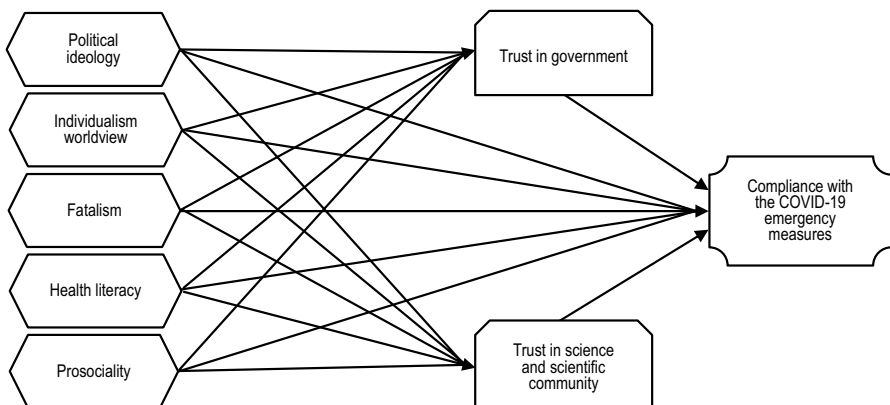 Political
ideology
Individualism
worldview
Fatalism
Health literacy
Prosociality
Trust in government
Trust in science
and scientific
community
Compliance with
the COVID-19
emergency
measures